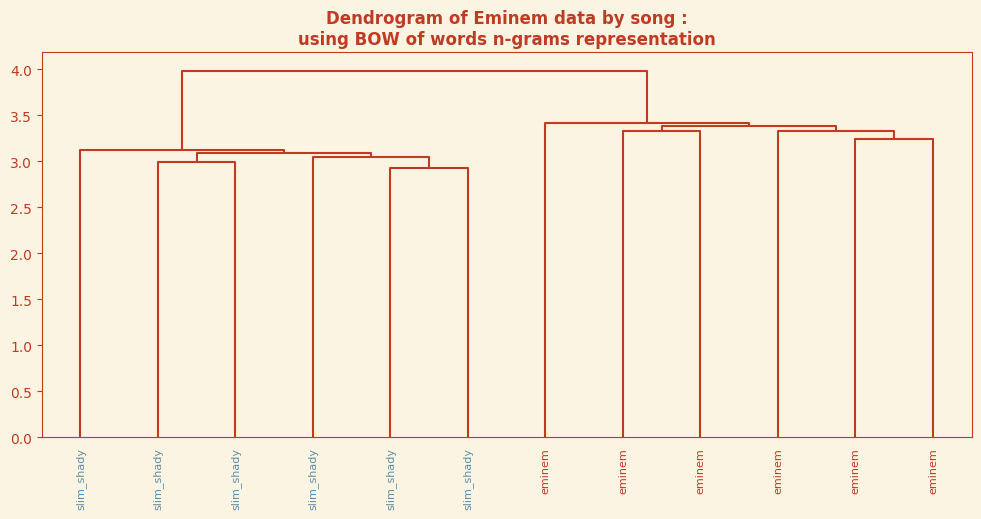 Dendrogram of Eminem data by song :
using BOW of words n-grams representation
4.0
3.5
3.0
2.5
2.0
1.5
1.0
0.5
0.0
slim_shady
slim_shady
slim_shady
slim_shady
slim_shady
slim_shady
eminem
eminem
eminem
eminem
eminem
eminem